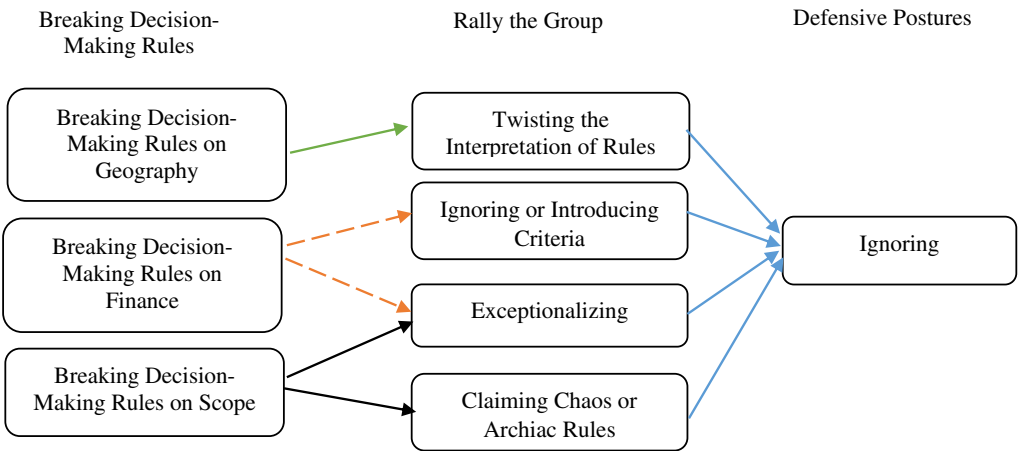 Breaking Decision-
Making Rules
Rally the Group
Defensive Postures
Breaking Decision-
Making Rules on
Geography
Breaking Decision-
Making Rules on
Finance
Breaking Decision-
Making Rules on Scope
Twisting the
Interpretation of Rules
Ignoring or Introducing
Criteria
Exceptionalizing
Claiming Chaos or
Archiac Rules
Ignoring